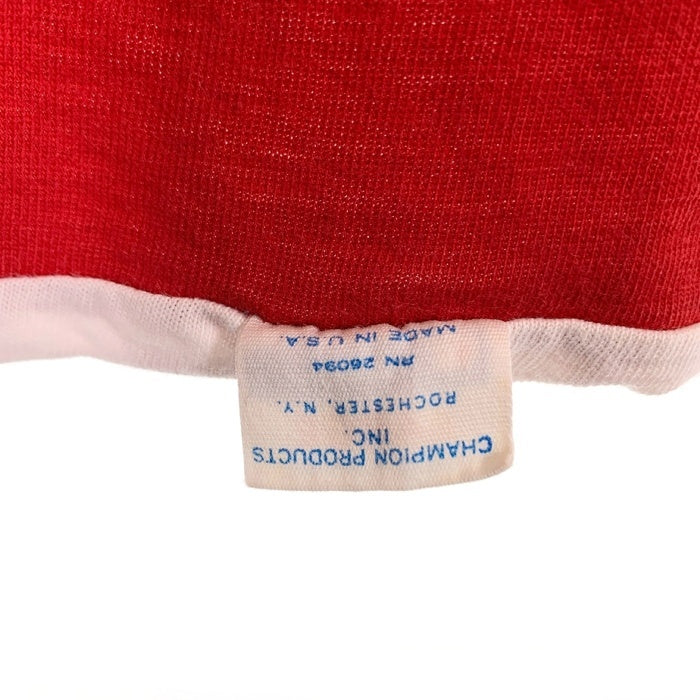 CHAMPION PRODUCTS
INC.
ROCHESTER, N.Y.
RN 26094
MADE IN U.S.A.